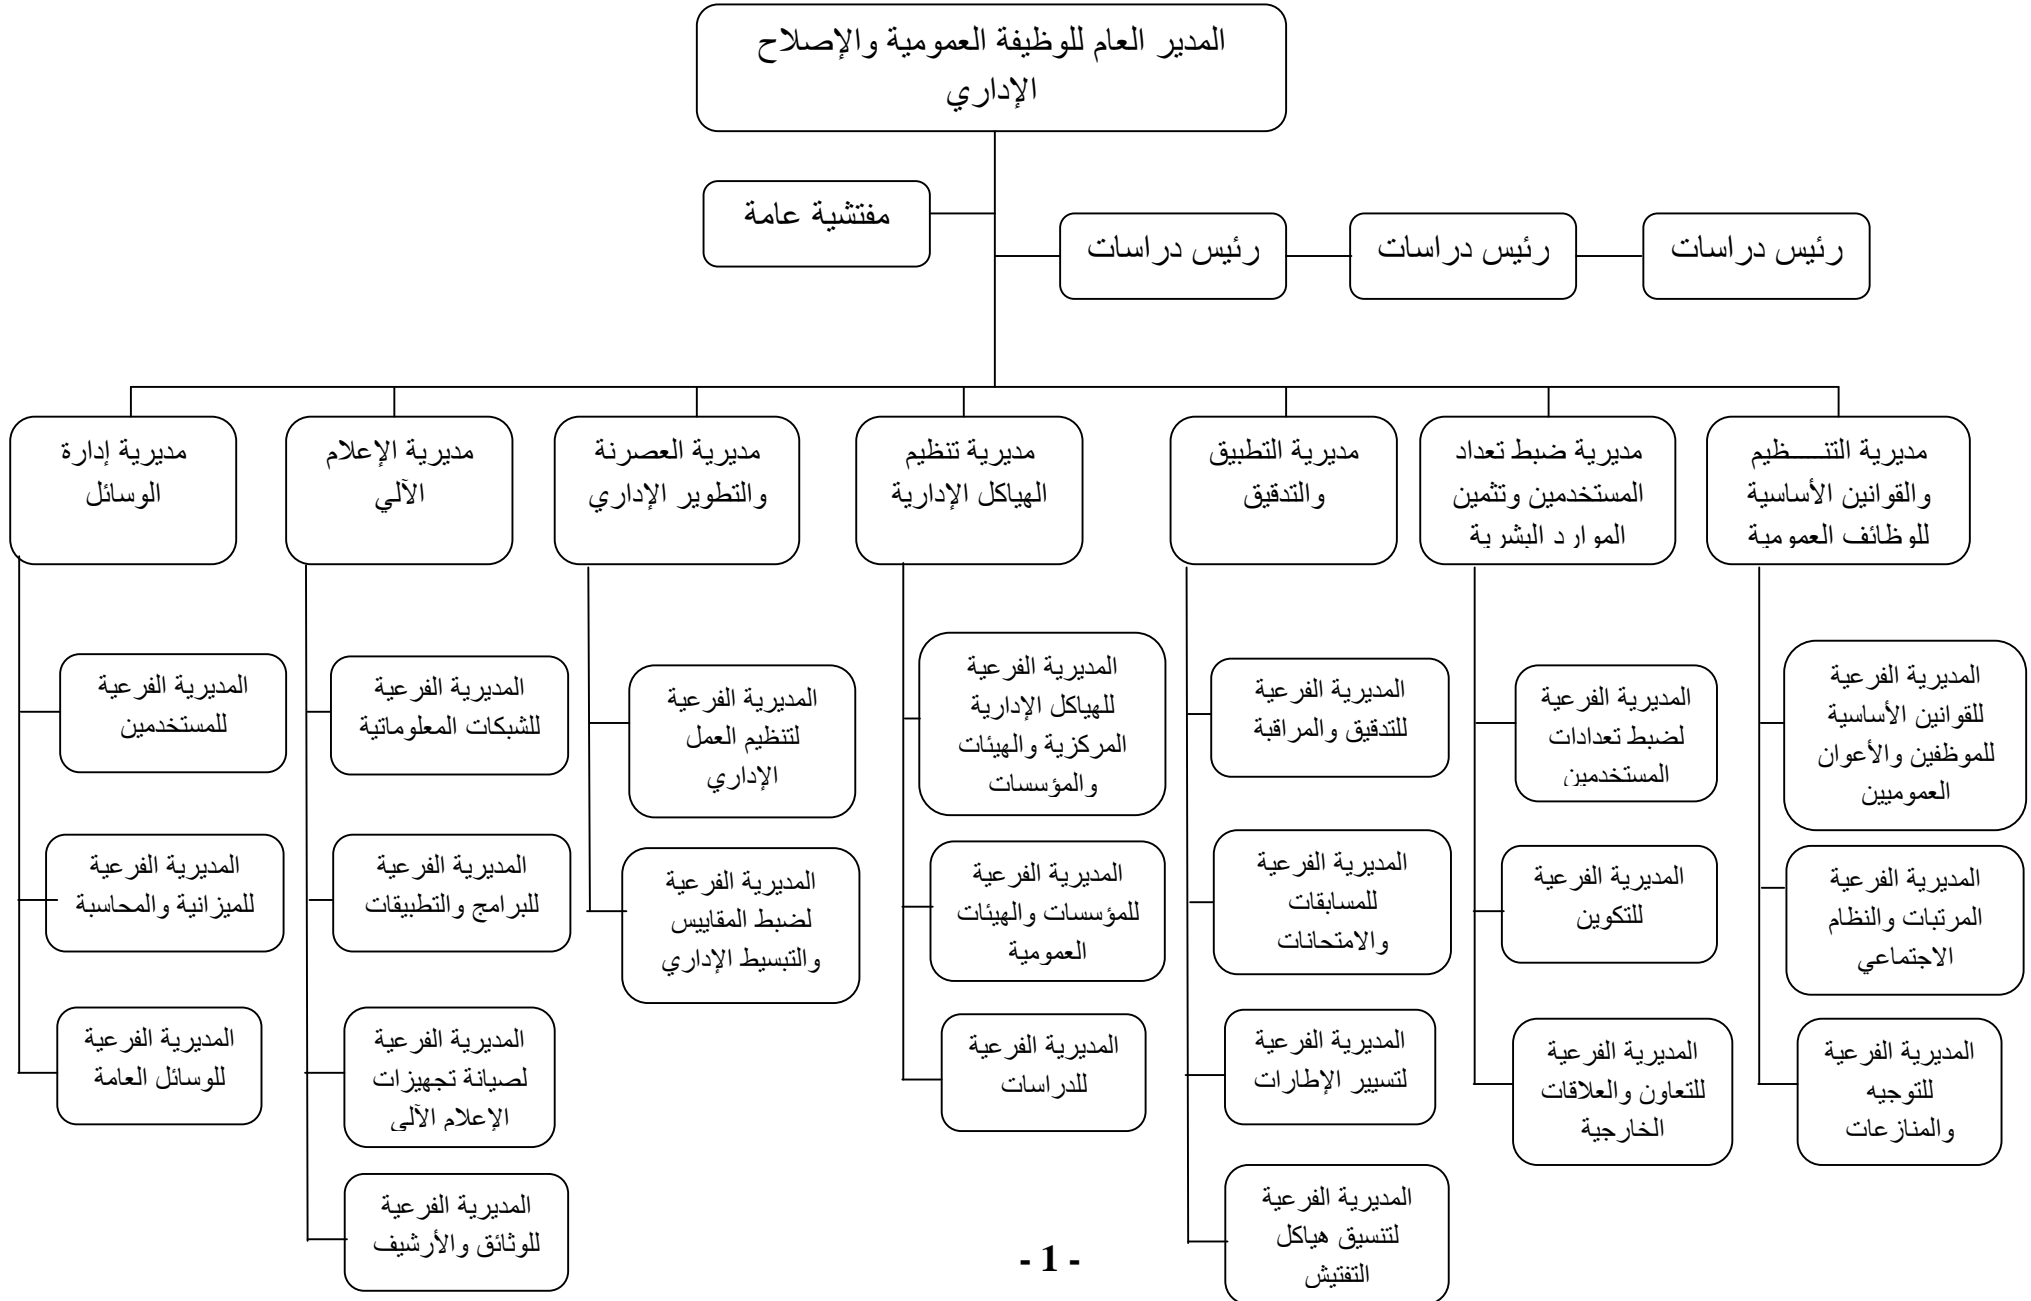 المدير العام للوظيفة العمومية والإصلاح
الإداري
مفتشية عامة
رئيس دراسات
رئيس دراسات
رئيس دراسات
مديرية التنـــظيم
والقوانين الأساسية
للوظائف العمومية
مديرية ضبط تعداد
المستخدمين وتثمين
الموارد البشرية
مديرية التطبيق
والتدقيق
مديرية تنظيم
الهياكل الإدارية
مديرية العصرنة
والتطوير الإداري
مديرية الإعلام
الآلي
مديرية إدارة
الوسائل
المديرية الفرعية
للقوانين الأساسية
للموظفين والأعوان
العموميين
المديرية الفرعية
المرتبات والنظام
الاجتماعي
المديرية الفرعية
للتوجيه
والمنازعات
المديرية الفرعية
لضبط تعدادات
المستخدمين
المديرية الفرعية
للتكوين
المديرية الفرعية
للتعاون والعلاقات
الخارجية
المديرية الفرعية
للتدقيق والمراقبة
المديرية الفرعية
للمسابقات
والامتحانات
المديرية الفرعية
لتسيير الإطارات
المديرية الفرعية
لتنسيق هياكل
التفتيش
المديرية الفرعية
للهياكل الإدارية
المركزية والهيئات
والمؤسسات
المديرية الفرعية
للمؤسسات والهيئات
العمومية
المديرية الفرعية
للدراسات
المديرية الفرعية
لتنظيم العمل
الإداري
المديرية الفرعية
لضبط المقاييس
والتبسيط الإداري
المديرية الفرعية
للشبكات المعلوماتية
المديرية الفرعية
للبرامج والتطبيقات
المديرية الفرعية
لصيانة تجهيزات
الإعلام الآلي
المديرية الفرعية
للوثائق والأرشيف
المديرية الفرعية
للمستخدمين
المديرية الفرعية
للميزانية والمحاسبة
المديرية الفرعية
للوسائل العامة
- 1 -